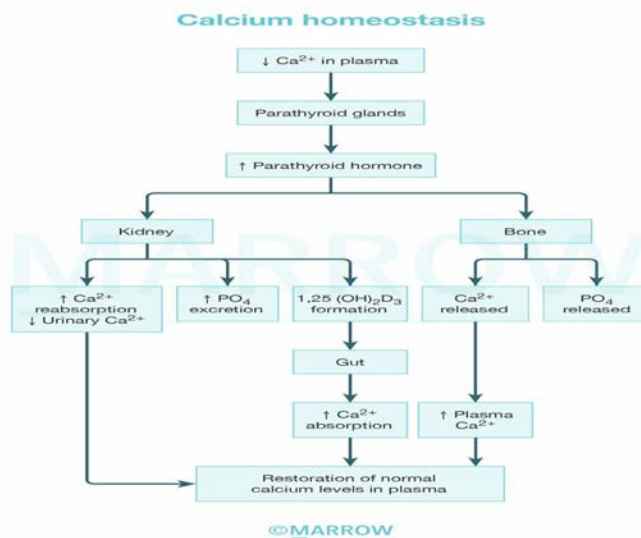 Calcium homeostasis
↓ Ca²⁺ in plasma
Parathyroid glands
↑ Parathyroid hormone
Kidney
Bone
↑ Ca²⁺
reabsorption
↓ Urinary Ca²⁺
↑ PO₄
excretion
1,25 (OH)₂D₃
formation
Ca²⁺
released
PO₄
released
Gut
↑ Ca²⁺
absorption
↑ Plasma
Ca²⁺
Restoration of normal
calcium levels in plasma
MARROW
©MARROW